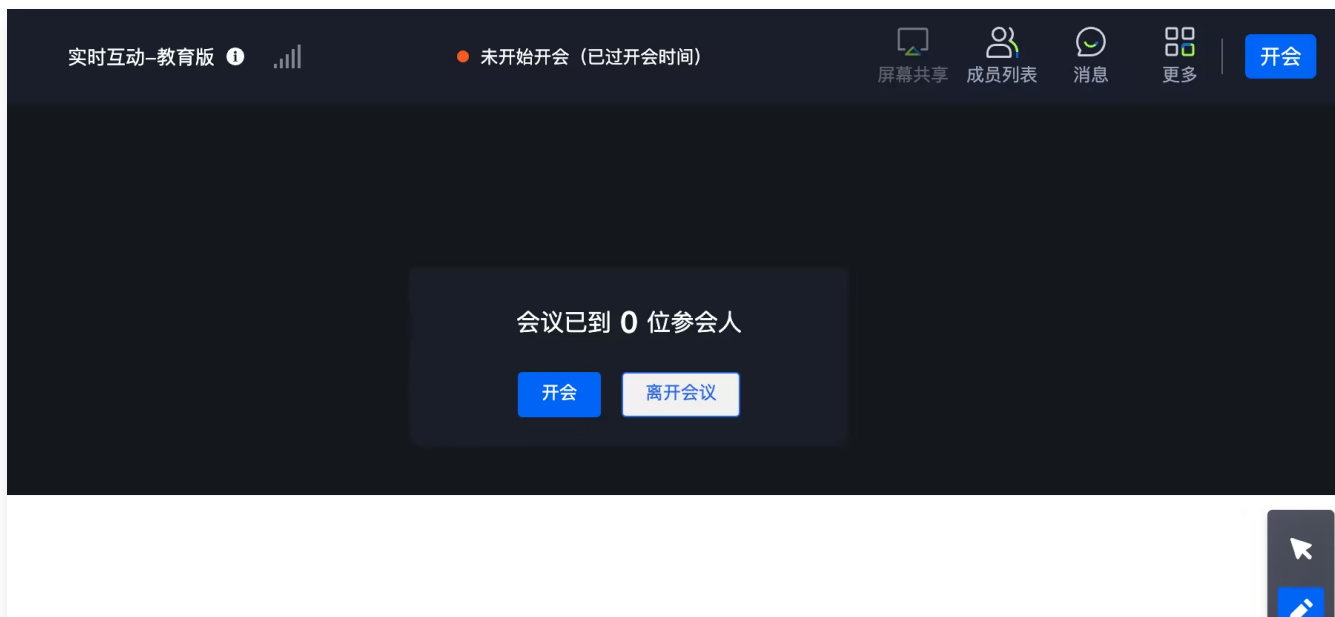 实时互动-教育版
未开始开会（已过开会时间）
屏幕共享
成员列表
消息
更多
开会
会议已到 0 位参会人
开会
离开会议